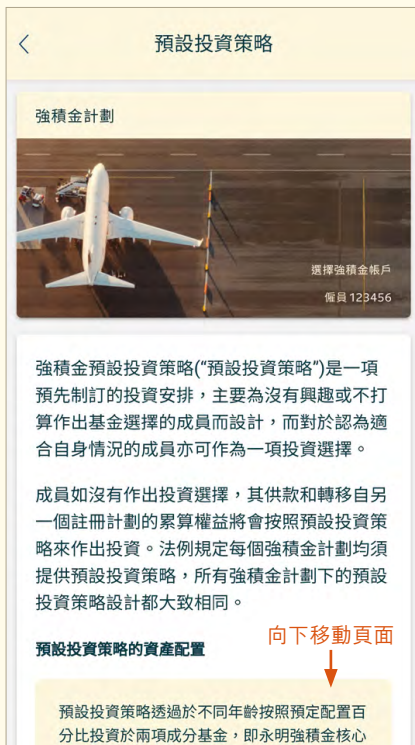 預設投資策略
強積金計劃
選擇強積金帳戶
僱員 123456
強積金預設投資策略(“預設投資策略”)是一項
預先制訂的投資安排，主要為沒有興趣或不打
算作出基金選擇的成員而設計，而對於認為適
合自身情況的成員亦可作為一項投資選擇。
成員如沒有作出投資選擇，其供款和轉移自另
一個註冊計劃的累算權益將會按照預設投資策
略來作出投資。法例規定每個強積金計劃均須
提供預設投資策略，所有強積金計劃下的預設
投資策略設計都大致相同。
向下移動頁面
預設投資策略的資產配置
預設投資策略透過於不同年齡按照預定配置百
分比投資於兩項成分基金，即永明強積金核心